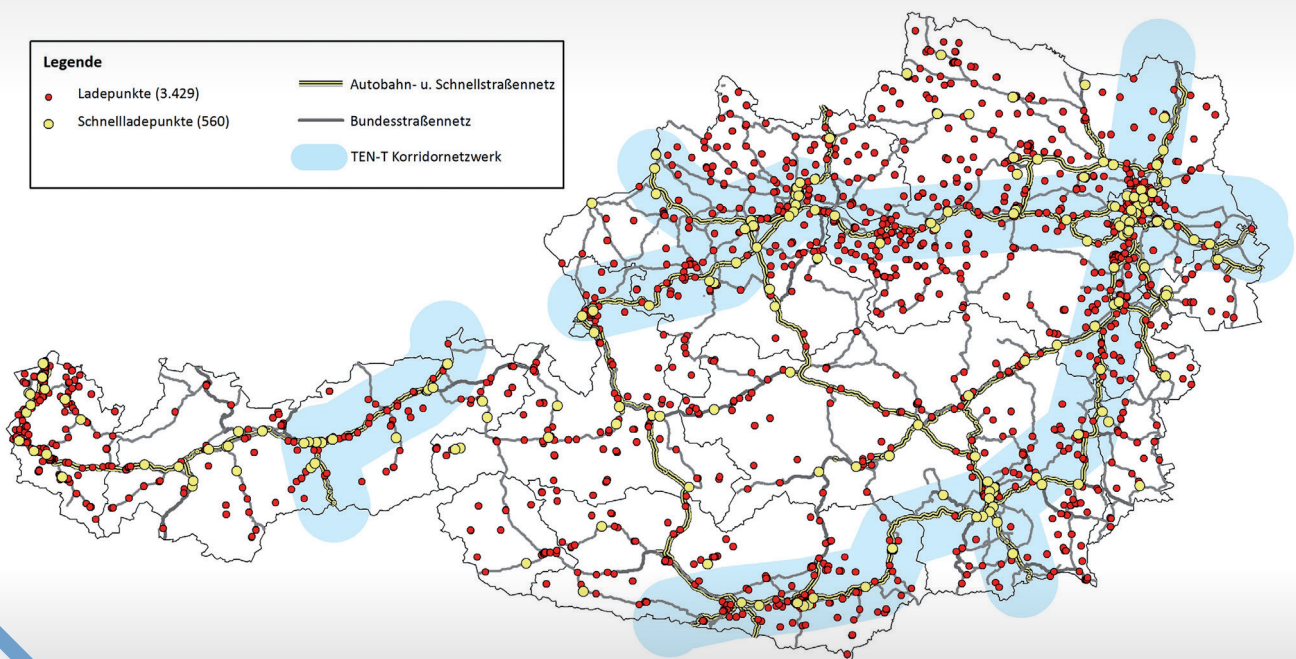 Legende
Ladepunkte (3.429)
Schnellladepunkte (560)
Autobahn- u. Schnellstraßennetz
Bundesstraßennetz
TEN-T Korridornetzwerk